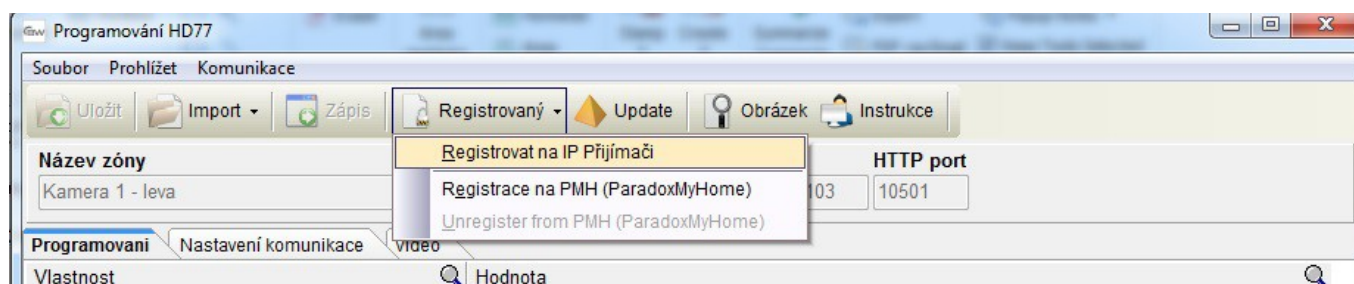 Programování HD77
Soubor Prohlížet Komunikace
Uložit Import Zápis Registrovaný Update Obrázek Instrukce
Registrovat na IP Přijímači
Registrace na PMH (ParadoxMyHome)
Unregister from PMH (ParadoxMyHome)
Název zóny HTTP port
Kamera 1 - leva 103 10501
Programovani Nastavení komunikace Video
Vlastnost Hodnota